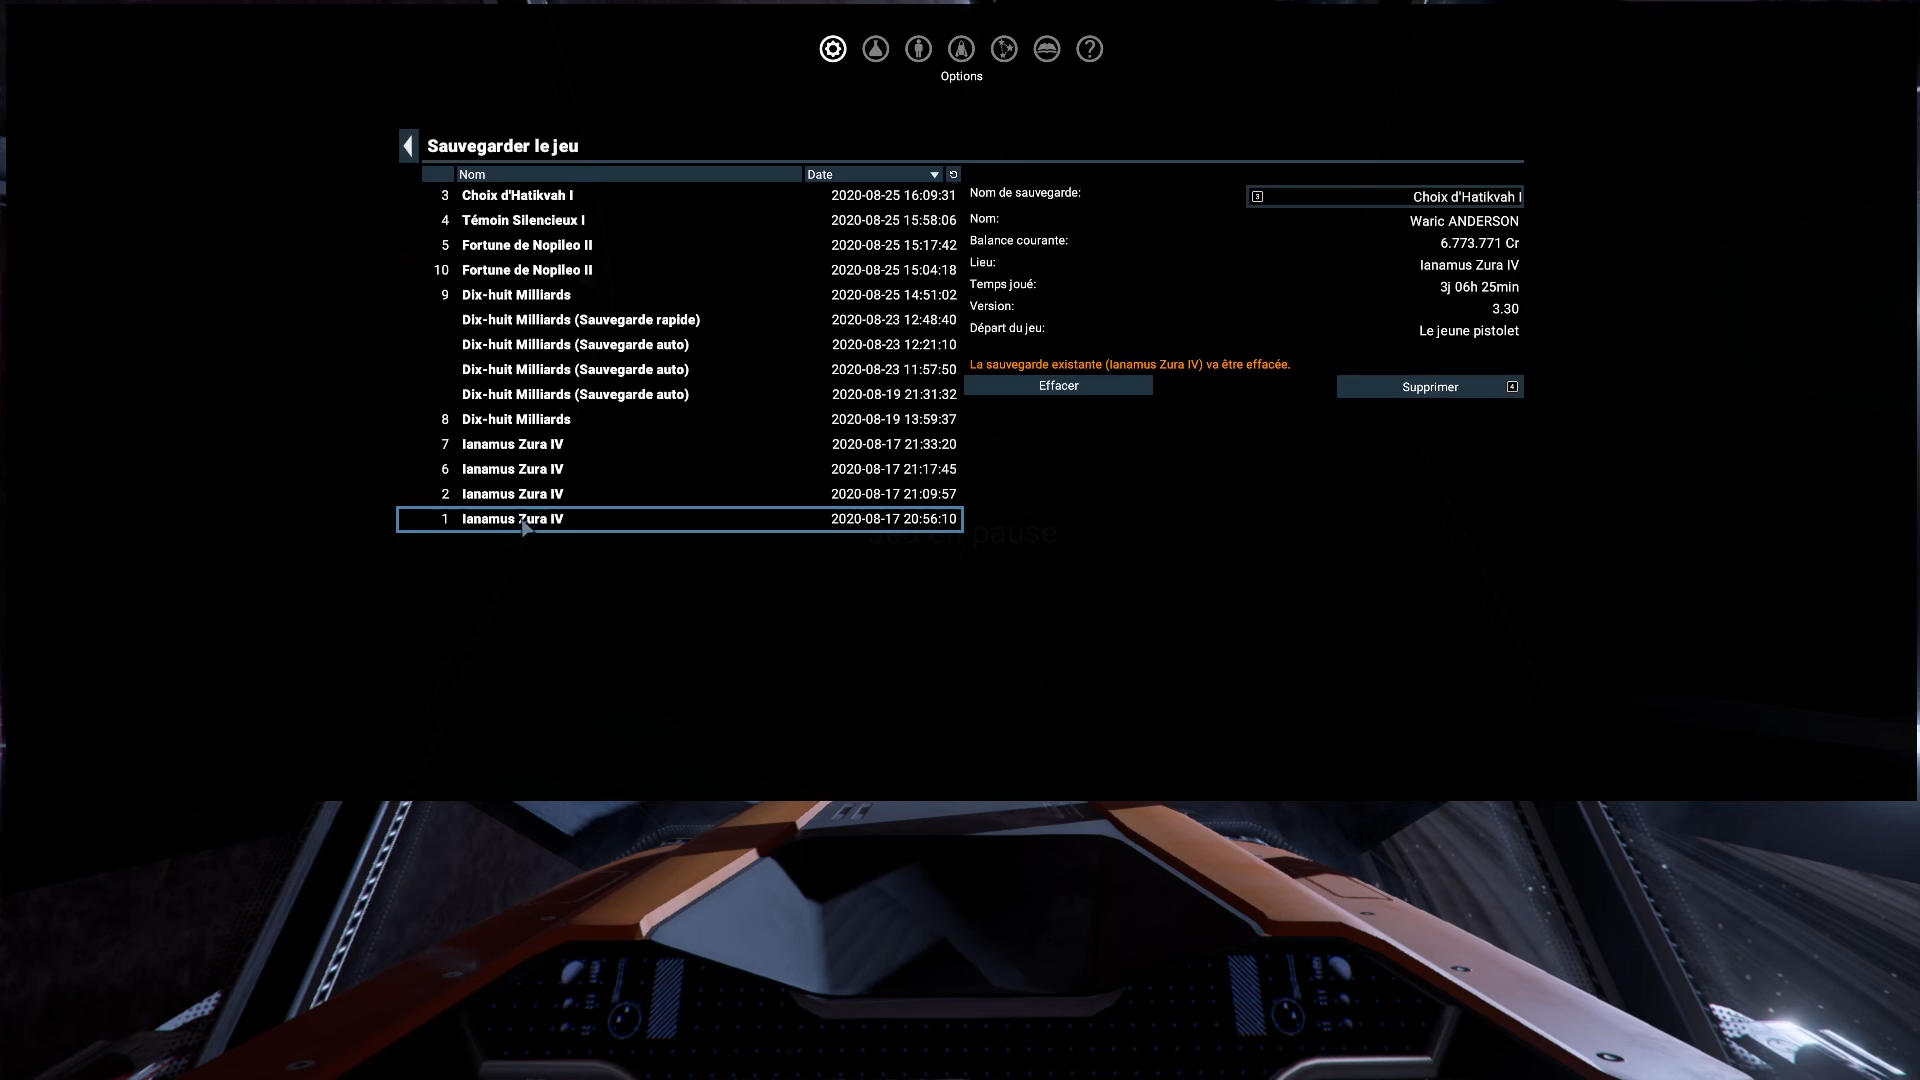 Options
Sauvegarder le jeu
Nom Date
3 Choix d'Hatikvah I 2020-08-25 16:09:31
4 Témoin Silencieux I 2020-08-25 15:58:06
5 Fortune de Nopileo II 2020-08-25 15:17:42
10 Fortune de Nopileo II 2020-08-25 15:04:18
9 Dix-huit Milliards 2020-08-25 14:51:02
Dix-huit Milliards (Sauvegarde rapide) 2020-08-23 12:48:40
Dix-huit Milliards (Sauvegarde auto) 2020-08-23 12:21:10
Dix-huit Milliards (Sauvegarde auto) 2020-08-23 11:57:50
Dix-huit Milliards (Sauvegarde auto) 2020-08-19 21:31:32
8 Dix-huit Milliards 2020-08-19 13:59:37
7 Ianamus Zura IV 2020-08-17 21:33:20
6 Ianamus Zura IV 2020-08-17 21:17:45
2 Ianamus Zura IV 2020-08-17 21:09:57
1 Ianamus Zura IV 2020-08-17 20:56:10
Nom de sauvegarde: 3 Choix d'Hatikvah I
Nom: Waric ANDERSON
Balance courante: 6.773.771 Cr
Lieu: Ianamus Zura IV
Temps joué: 3j 06h 25min
Version: 3.30
Départ du jeu: Le jeune pistolet
La sauvegarde existante (Ianamus Zura IV) va être effacée.
Effacer Supprimer 4
Jeu en pause